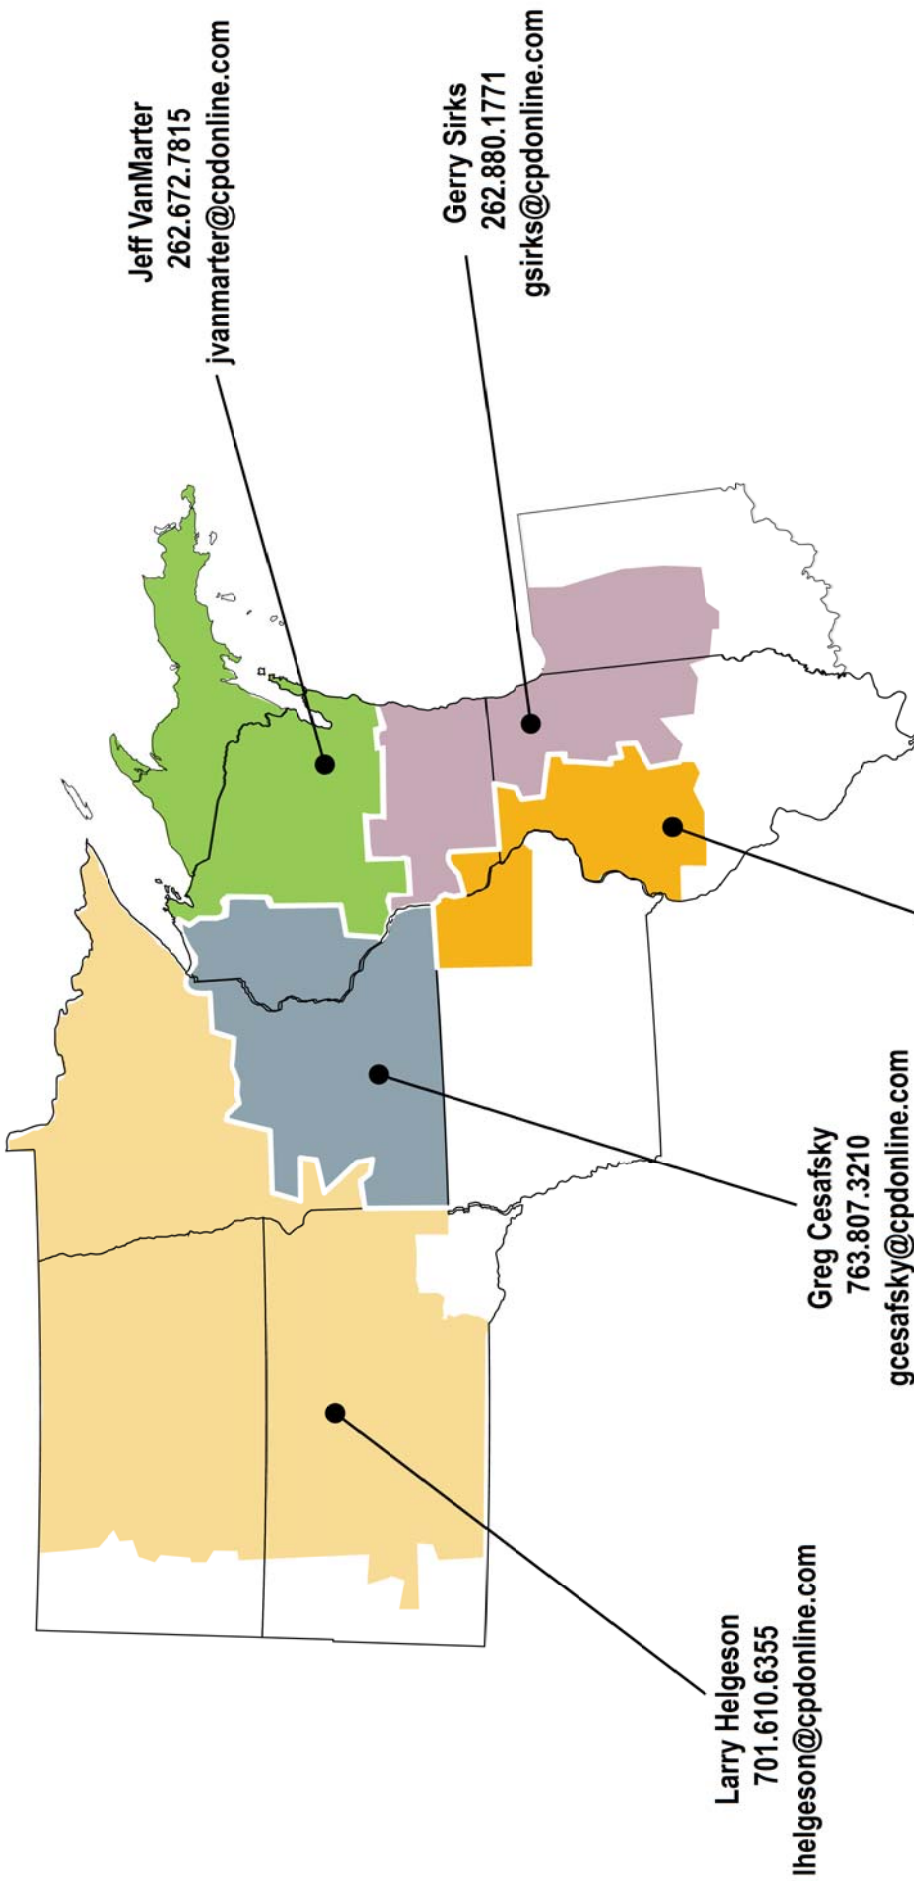 Larry Helgeson
701.610.6355
lhelgeson@cpdonline.com
Greg Cesafsky
763.807.3210
gcesafsky@cpdonline.com
Jeff VanMarter
262.672.7815
jvanmarter@cpdonline.com
Gerry Sirks
262.880.1771
gsirks@cpdonline.com